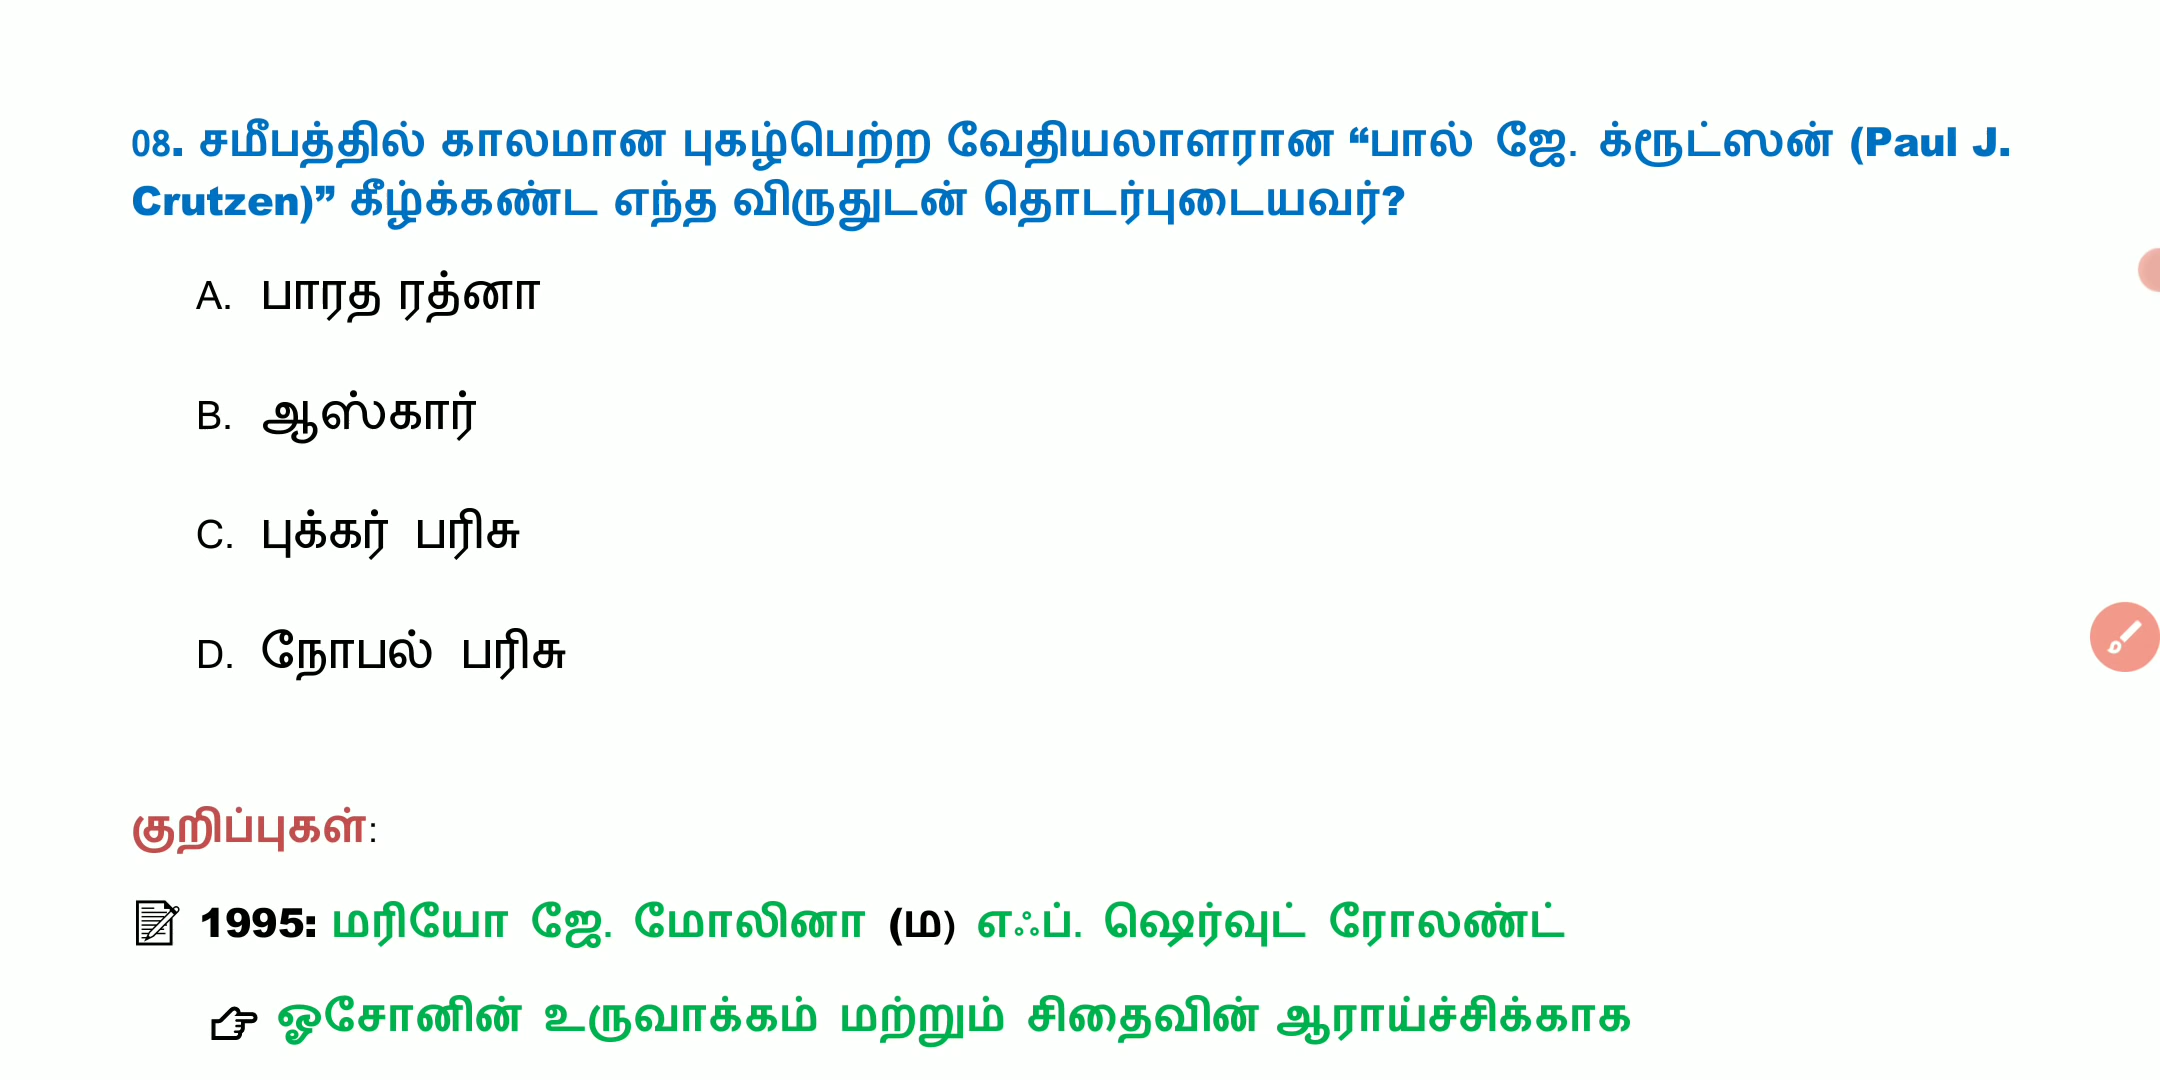 08. சமீபத்தில் காலமான புகழ்பெற்ற வேதியலாளரான “பால் ஜே. க்ரூட்ஸன் (Paul J.
Crutzen)” கீழ்க்கண்ட எந்த விருதுடன் தொடர்புடையவர்?
A. பாரத ரத்னா
B. ஆஸ்கார்
C. புக்கர் பரிசு
D. நோபல் பரிசு
குறிப்புகள்:
1995: மரியோ ஜே. மோலினா (ம) எஃப். ஷெர்வுட் ரோலண்ட்
ஓசோனின் உருவாக்கம் மற்றும் சிதைவின் ஆராய்ச்சிக்காக